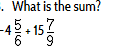 . What is the sum?
-4 5/6 + 15 7/9